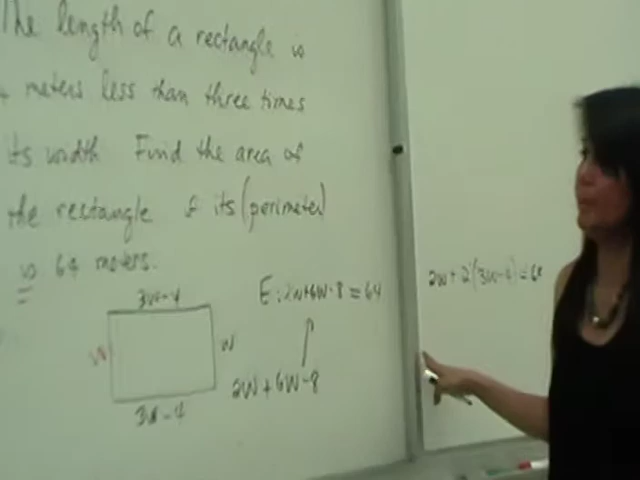 The length of a rectangle is
4 meters less than three times
its width Find the area of
the rectangle if its (perimeter)
is 64 meters.
3w-4
E: 2w+6w-8=64
2w+2(3w-4)=64
W
W
2W+6W-8
3w-4